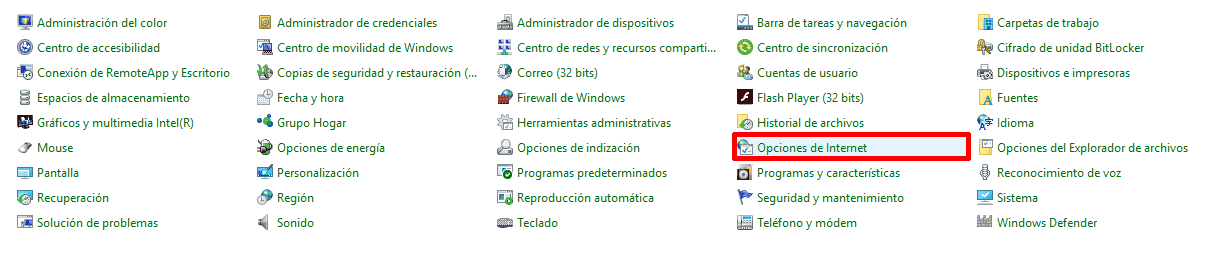 Administración del color
Administrador de credenciales
Administrador de dispositivos
Barra de tareas y navegación
Carpetas de trabajo
Centro de accesibilidad
Centro de movilidad de Windows
Centro de redes y recursos comparti...
Centro de sincronización
Cifrado de unidad BitLocker
Conexión de RemoteApp y Escritorio
Copias de seguridad y restauración (...
Correo (32 bits)
Cuentas de usuario
Dispositivos e impresoras
Espacios de almacenamiento
Fecha y hora
Firewall de Windows
Flash Player (32 bits)
Fuentes
Gráficos y multimedia Intel(R)
Grupo Hogar
Herramientas administrativas
Historial de archivos
Idioma
Mouse
Opciones de energía
Opciones de indización
Opciones de Internet
Opciones del Explorador de archivos
Pantalla
Personalización
Programas predeterminados
Programas y características
Reconocimiento de voz
Recuperación
Región
Reproducción automática
Seguridad y mantenimiento
Sistema
Solución de problemas
Sonido
Teclado
Teléfono y módem
Windows Defender